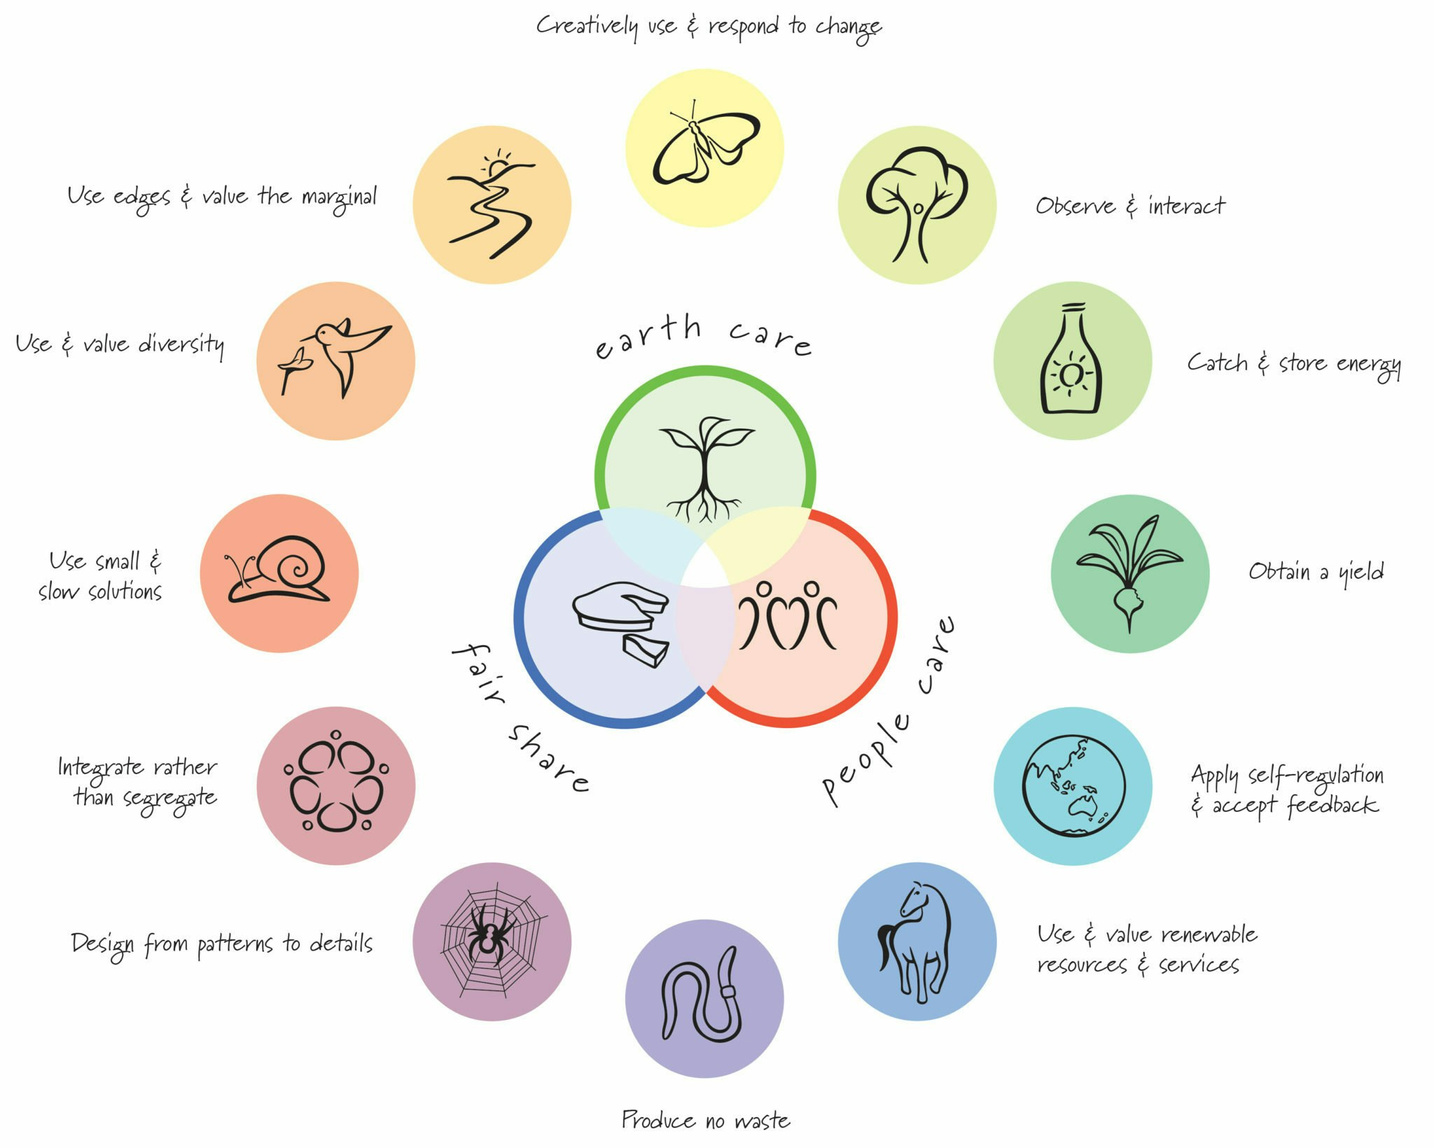 Creatively use & respond to change
Use edges & value the marginal
Observe & interact
Use & value diversity
earth care
Catch & store energy
Use small &
slow solutions
Obtain a yield
fair share
people care
Integrate rather
than segregate
Apply self-regulation
& accept feedback
Design from patterns to details
Use & value renewable
resources & services
Produce no waste